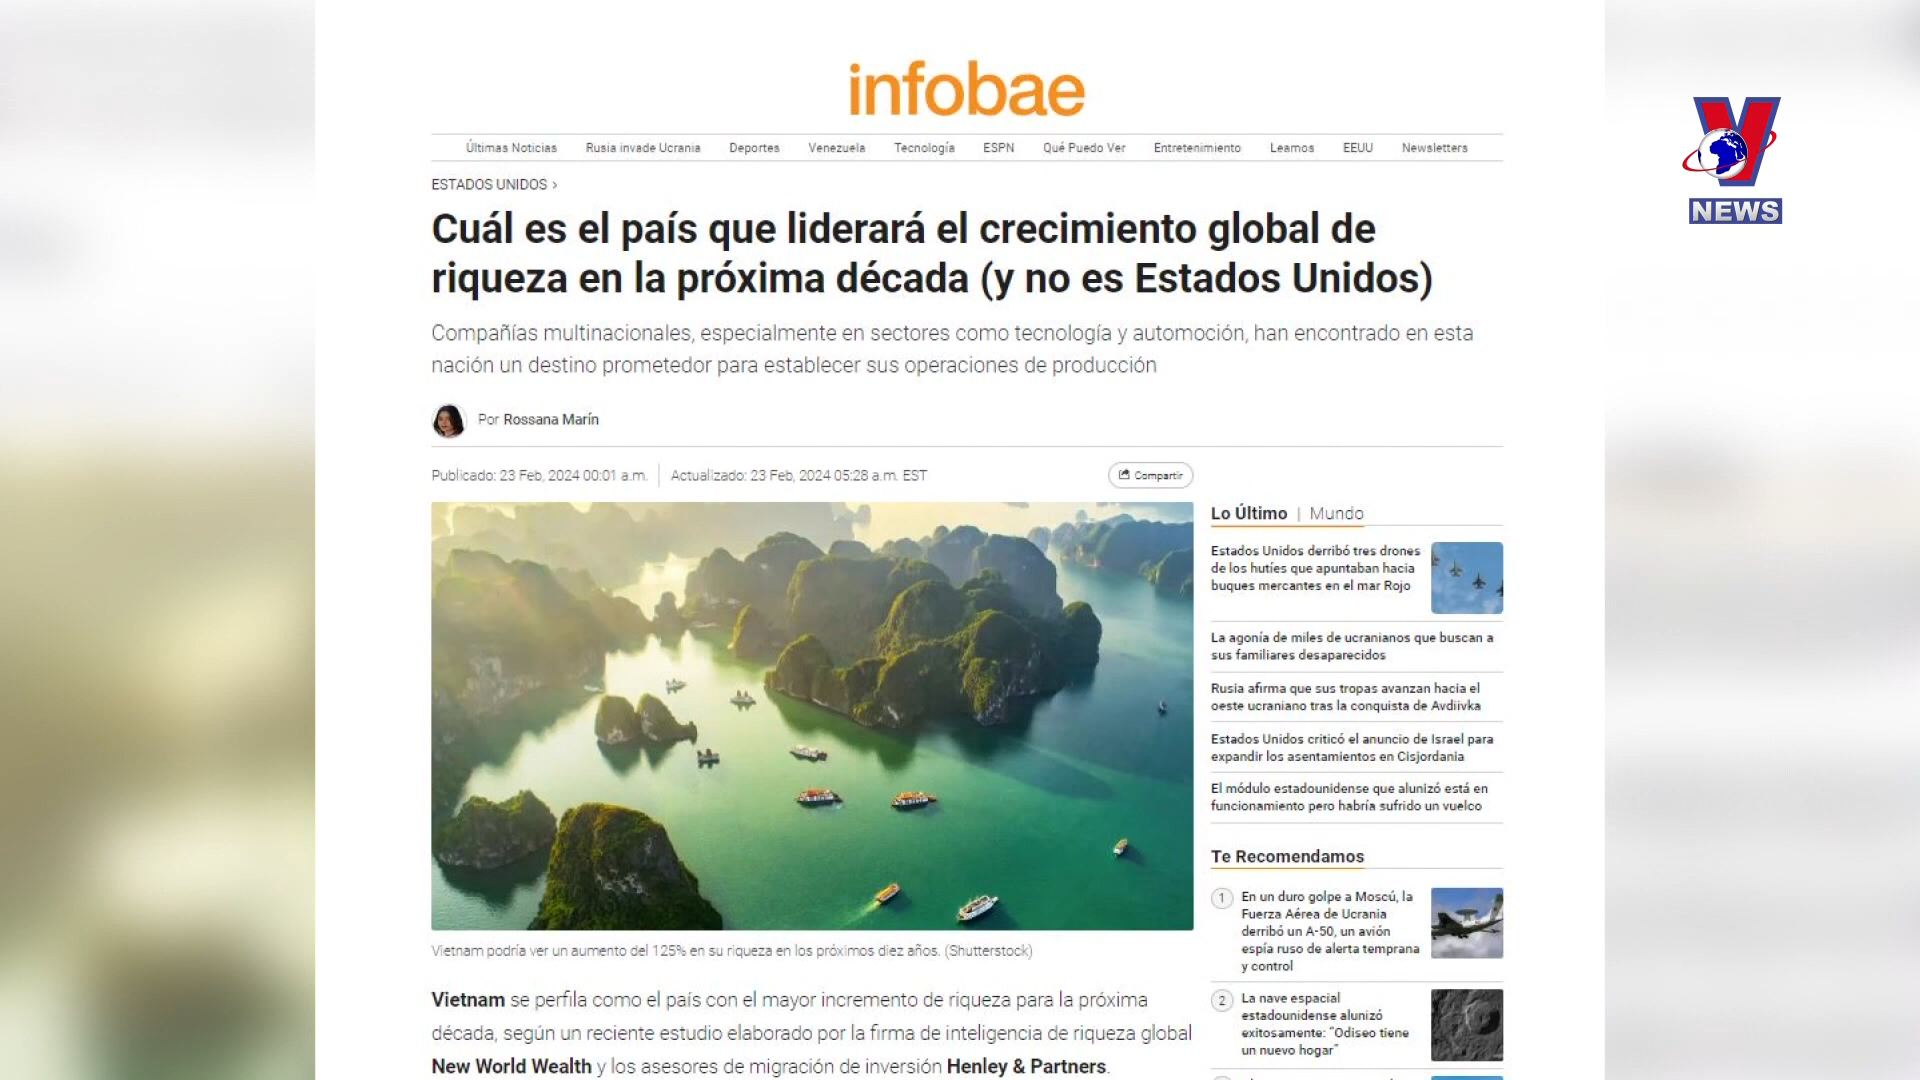 infobae
Últimas Noticias Rusia invade Ucrania Deportes Venezuela Tecnología ESPN Qué Puedo Ver Entretenimiento Leamos EEUU Newsletters
ESTADOS UNIDOS >
Cuál es el país que liderará el crecimiento global de
riqueza en la próxima década (y no es Estados Unidos)
Compañías multinacionales, especialmente en sectores como tecnología y automoción, han encontrado en esta
nación un destino prometedor para establecer sus operaciones de producción
Por Rossana Marín
Publicado: 23 Feb, 2024 00:01 a.m. | Actualizado: 23 Feb, 2024 05:28 a.m. EST
Compartir
Vietnam podría ver un aumento del 125% en su riqueza en los próximos diez años. (Shutterstock)
Vietnam se perfila como el país con el mayor incremento de riqueza para la próxima
década, según un reciente estudio elaborado por la firma de inteligencia de riqueza global
New World Wealth y los asesores de migración de inversión Henley & Partners.
Lo Último | Mundo
Estados Unidos derribó tres drones
de los hutíes que apuntaban hacia
buques mercantes en el mar Rojo
La agonía de miles de ucranianos que buscan a
sus familiares desaparecidos
Rusia afirma que sus tropas avanzan hacia el
oeste ucraniano tras la conquista de Avdiivka
Estados Unidos criticó el anuncio de Israel para
expandir los asentamientos en Cisjordania
El módulo estadounidense que alunizó está en
funcionamiento pero habría sufrido un vuelco
Te Recomendamos
1 En un duro golpe a Moscú, la
Fuerza Aérea de Ucrania
derribó un A-50, un avión
espía ruso de alerta temprana
y control
2 La nave espacial
estadounidense alunizó
exitosamente: "Odiseo tiene
un nuevo hogar"
V
NEWS